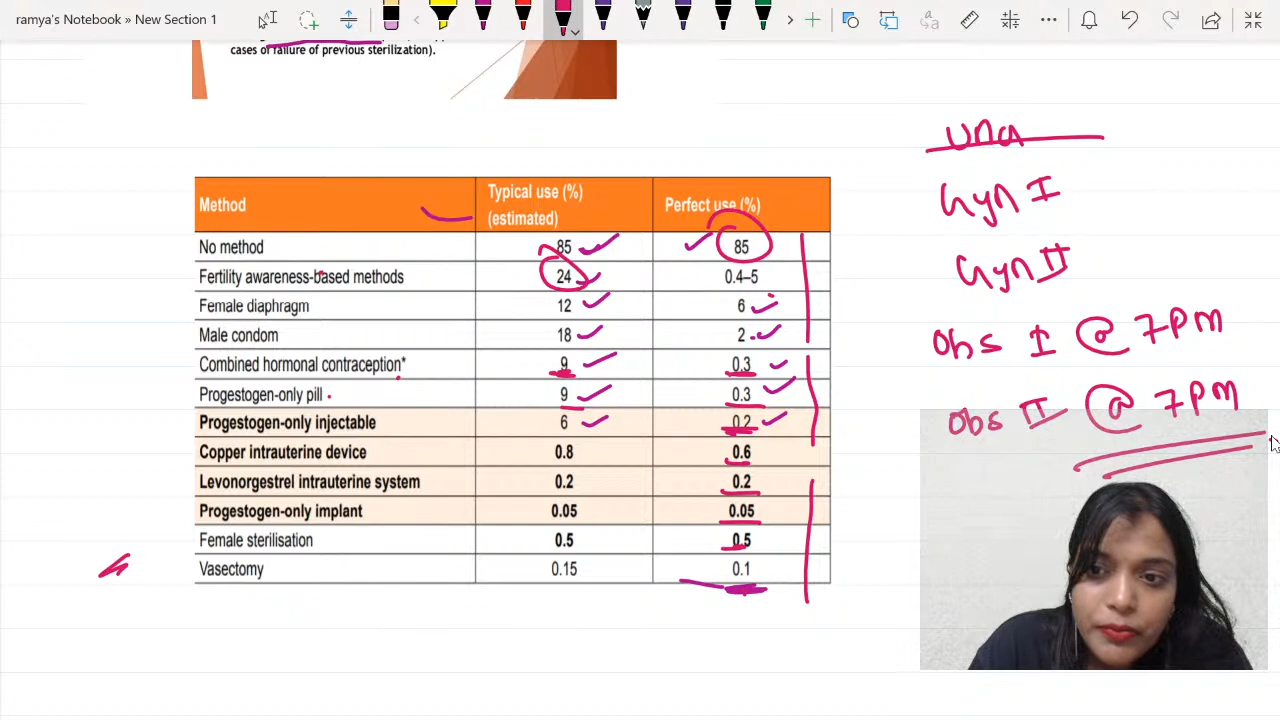 ramya's Notebook » New Section 1
cases of failure of previous sterilization).
Method Typical use (%) (estimated) Perfect use (%)
No method 85 85
Fertility awareness-based methods 24 0.4–5
Female diaphragm 12 6
Male condom 18 2
Combined hormonal contraception* 9 0.3
Progestogen-only pill 9 0.3
Progestogen-only injectable 6 0.2
Copper intrauterine device 0.8 0.6
Levonorgestrel intrauterine system 0.2 0.2
Progestogen-only implant 0.05 0.05
Female sterilisation 0.5 0.5
Vasectomy 0.15 0.1
Gyn I
Gyn II
Obs I @ 7PM
Obs II @ 7PM